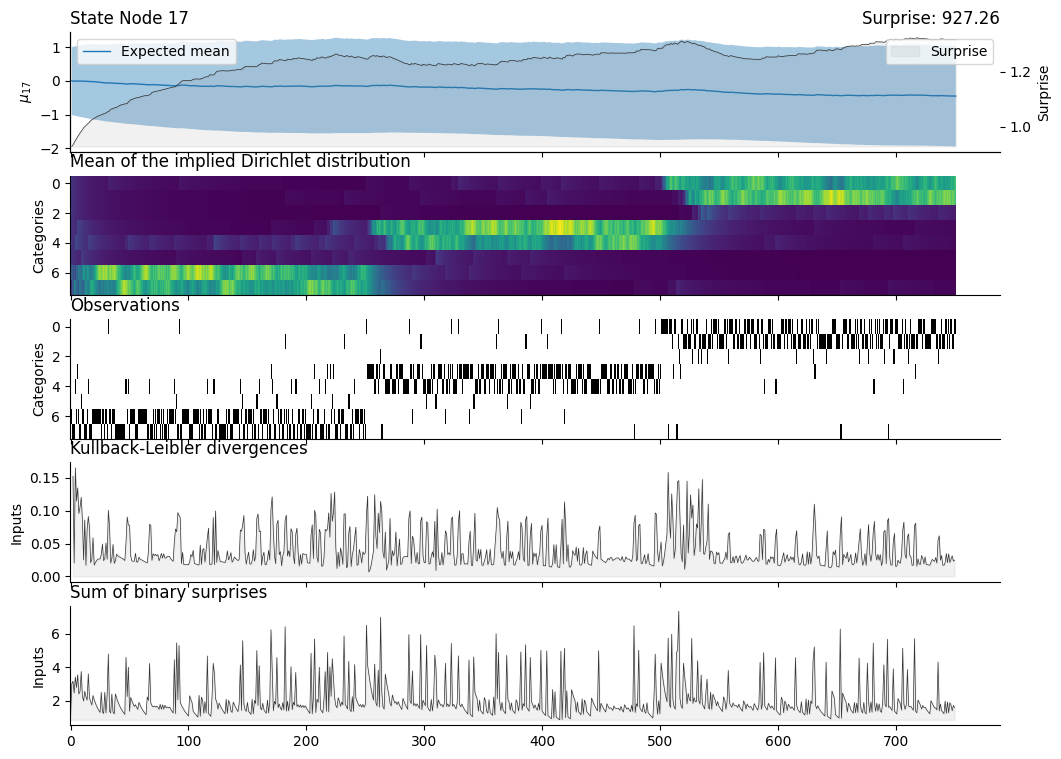 State Node 17 Surprise: 927.26
Expected mean
Surprise
1
0
−1
−2
μ17
1.2
1.0
Surprise
Mean of the implied Dirichlet distribution
0
2
4
6
Categories
Observations
0
2
4
6
Categories
Kullback-Leibler divergences
0.15
0.10
0.05
0.00
Inputs
Sum of binary surprises
6
4
2
Inputs
0 100 200 300 400 500 600 700